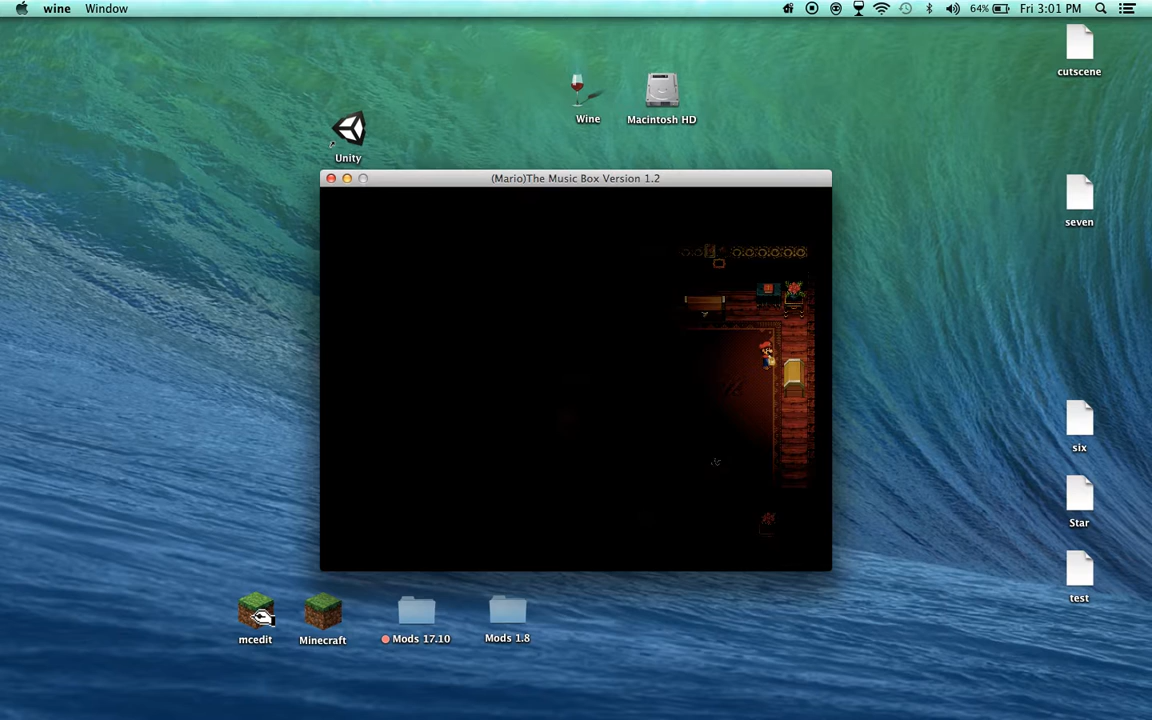 wine Window 64% Fri 3:01 PM
cutscene
Wine
Macintosh HD
Unity
(Mario)The Music Box Version 1.2
seven
six
Star
test
mcedit
Minecraft
Mods 17.10
Mods 1.8